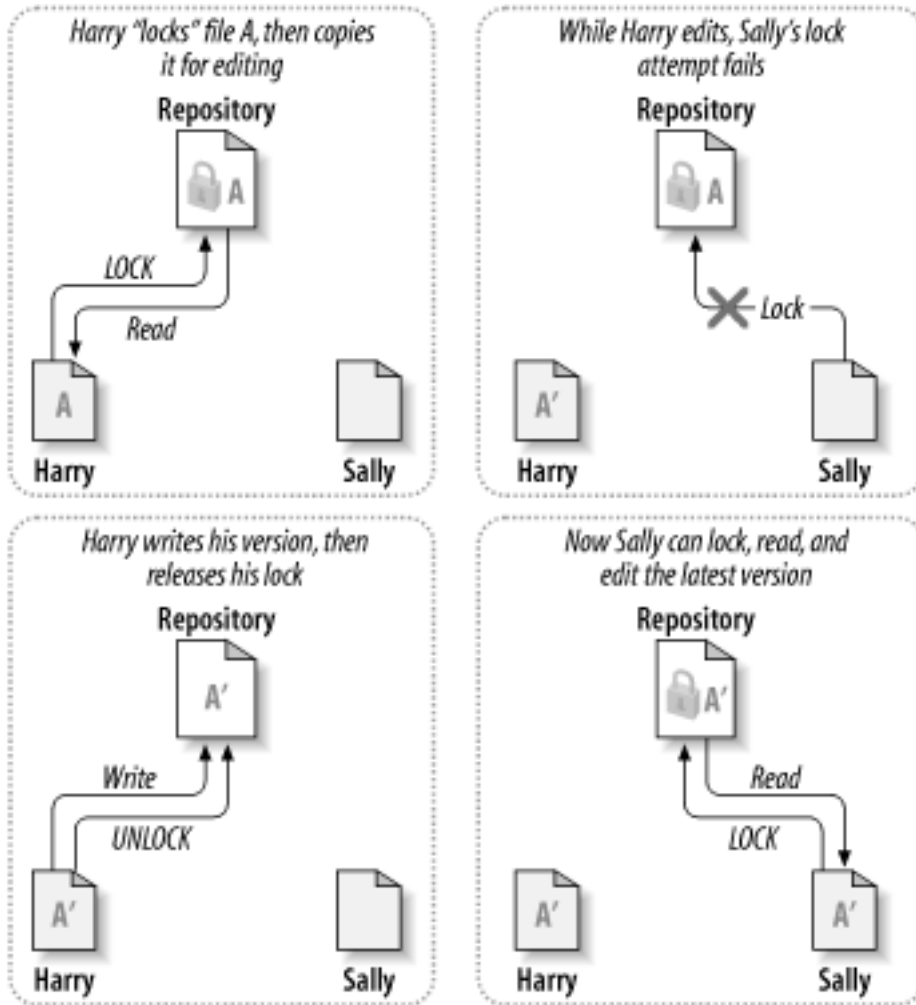 Harry “locks” file A, then copies
it for editing
Repository
A
LOCK
Read
A
Harry
Sally
While Harry edits, Sally’s lock
attempt fails
Repository
A
Lock
A′
Harry
Sally
Harry writes his version, then
releases his lock
Repository
A′
Write
UNLOCK
A′
Harry
Sally
Now Sally can lock, read, and
edit the latest version
Repository
A′
Read
LOCK
A′
A′
Harry
Sally